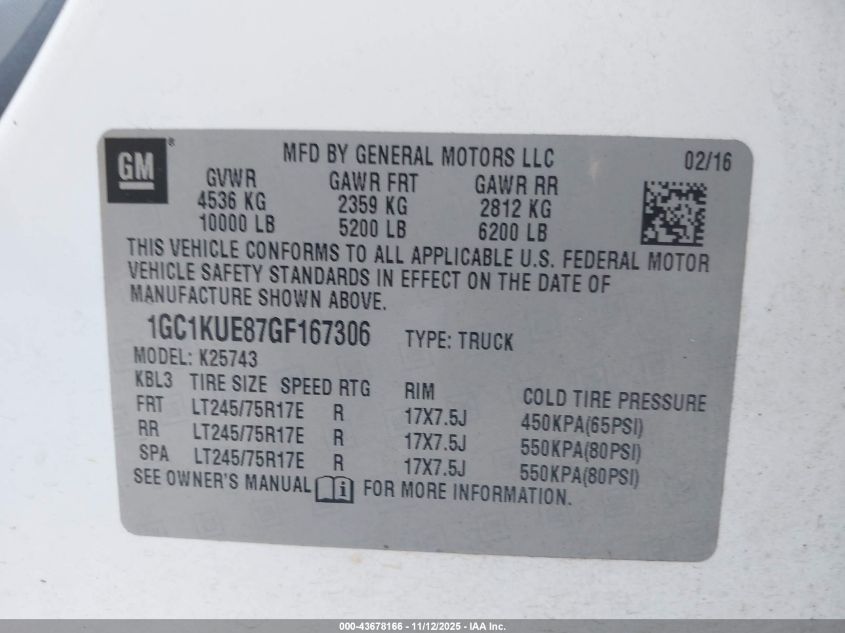 GM®
MFD BY GENERAL MOTORS LLC 02/16
GVWR GAWR FRT GAWR RR
4536 KG 2359 KG 2812 KG
10000 LB 5200 LB 6200 LB
THIS VEHICLE CONFORMS TO ALL APPLICABLE U.S. FEDERAL MOTOR
VEHICLE SAFETY STANDARDS IN EFFECT ON THE DATE OF
MANUFACTURE SHOWN ABOVE.
1GC1KUE87GF167306 TYPE: TRUCK
MODEL: K25743
KBL3 TIRE SIZE SPEED RTG RIM COLD TIRE PRESSURE
FRT LT245/75R17E R 17X7.5J 450KPA(65PSI)
RR LT245/75R17E R 17X7.5J 550KPA(80PSI)
SPA LT245/75R17E R 17X7.5J 550KPA(80PSI)
SEE OWNER'S MANUAL i FOR MORE INFORMATION.
000-43678166 - 11/12/2025 - IAA Inc.